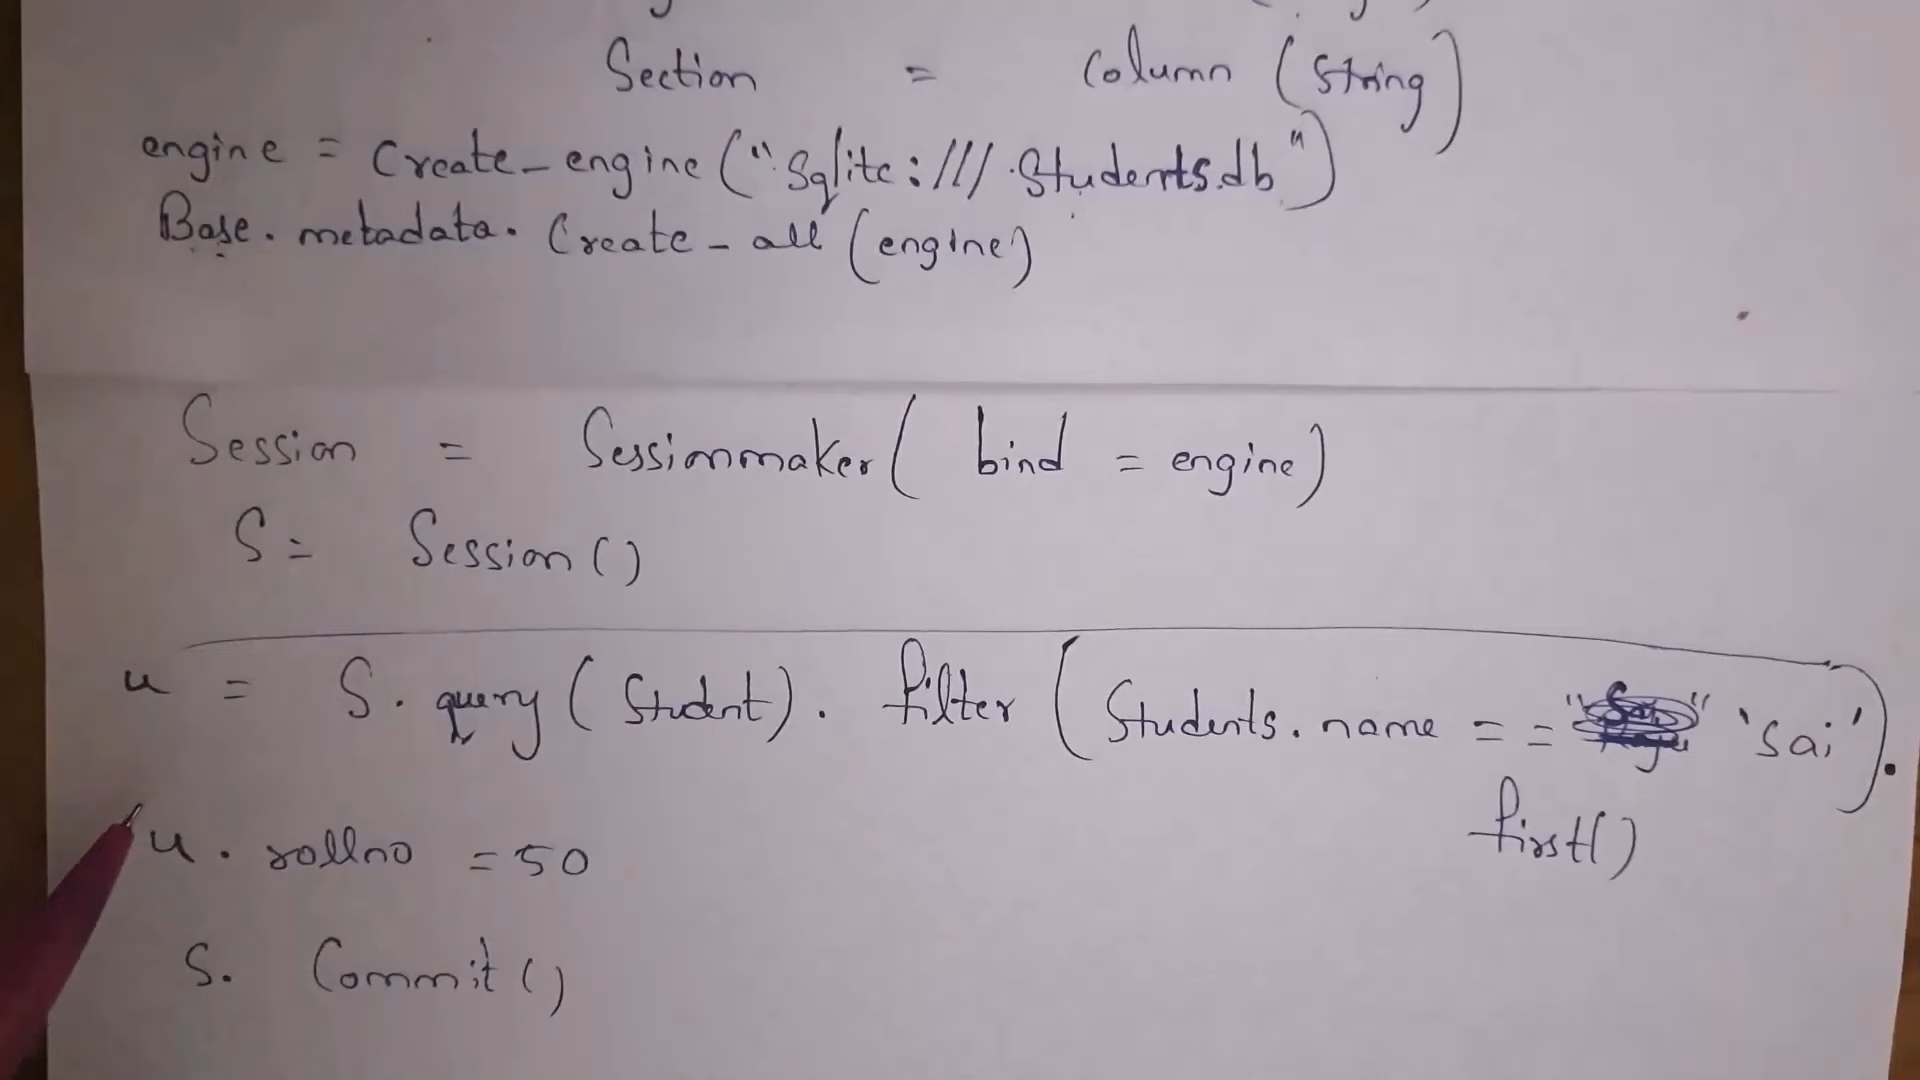 Section = Column (String)
engine = Create_engine("Sqlite:///.Students.db")
Base.metadata.Create_all(engine)
Session = Sessionmaker( bind = engine)
S = Session()
u = S.query(Student).filter(Students.name == 'sai').
first()
u.rollno = 50
S. Commit()